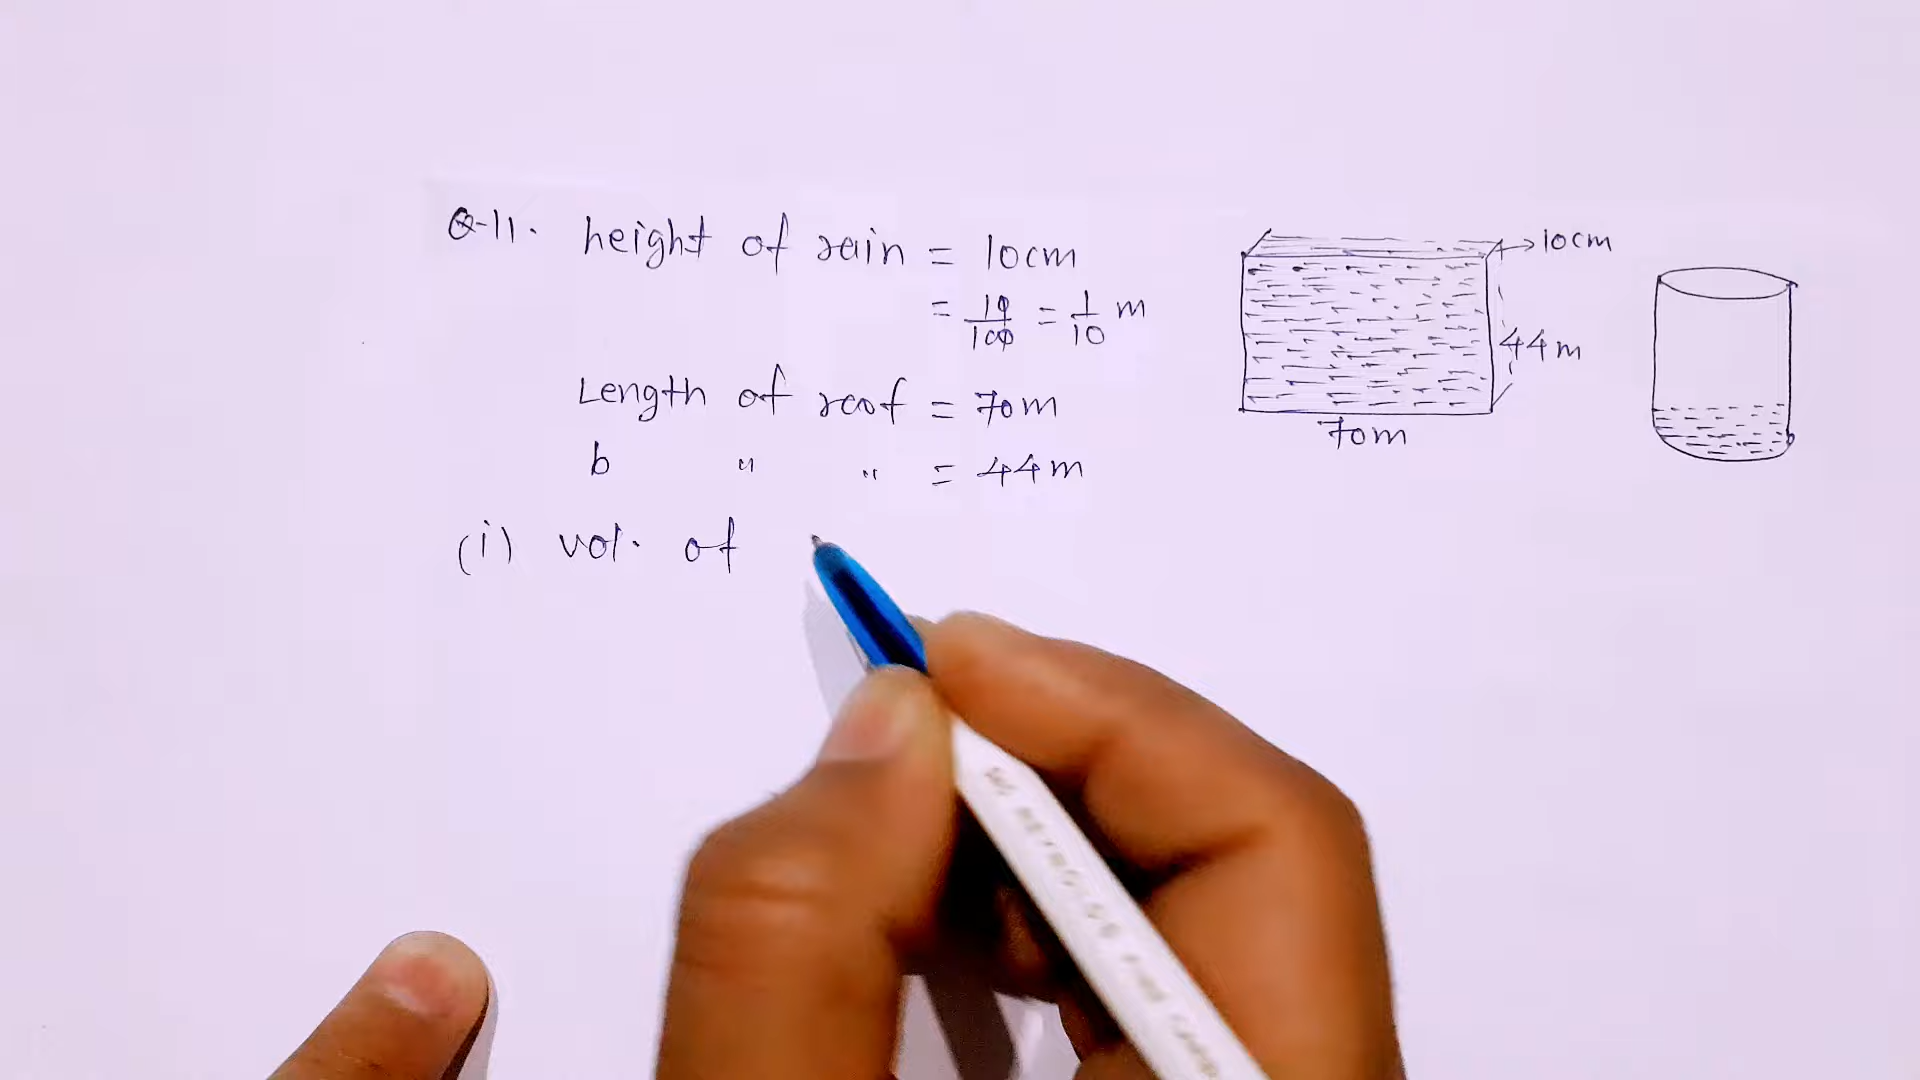 Q-11. height of rain = 10cm
= 10/100 = 1/10 m
Length of roof = 70m
b " " = 44m
(i) vol. of
10cm
44m
70m